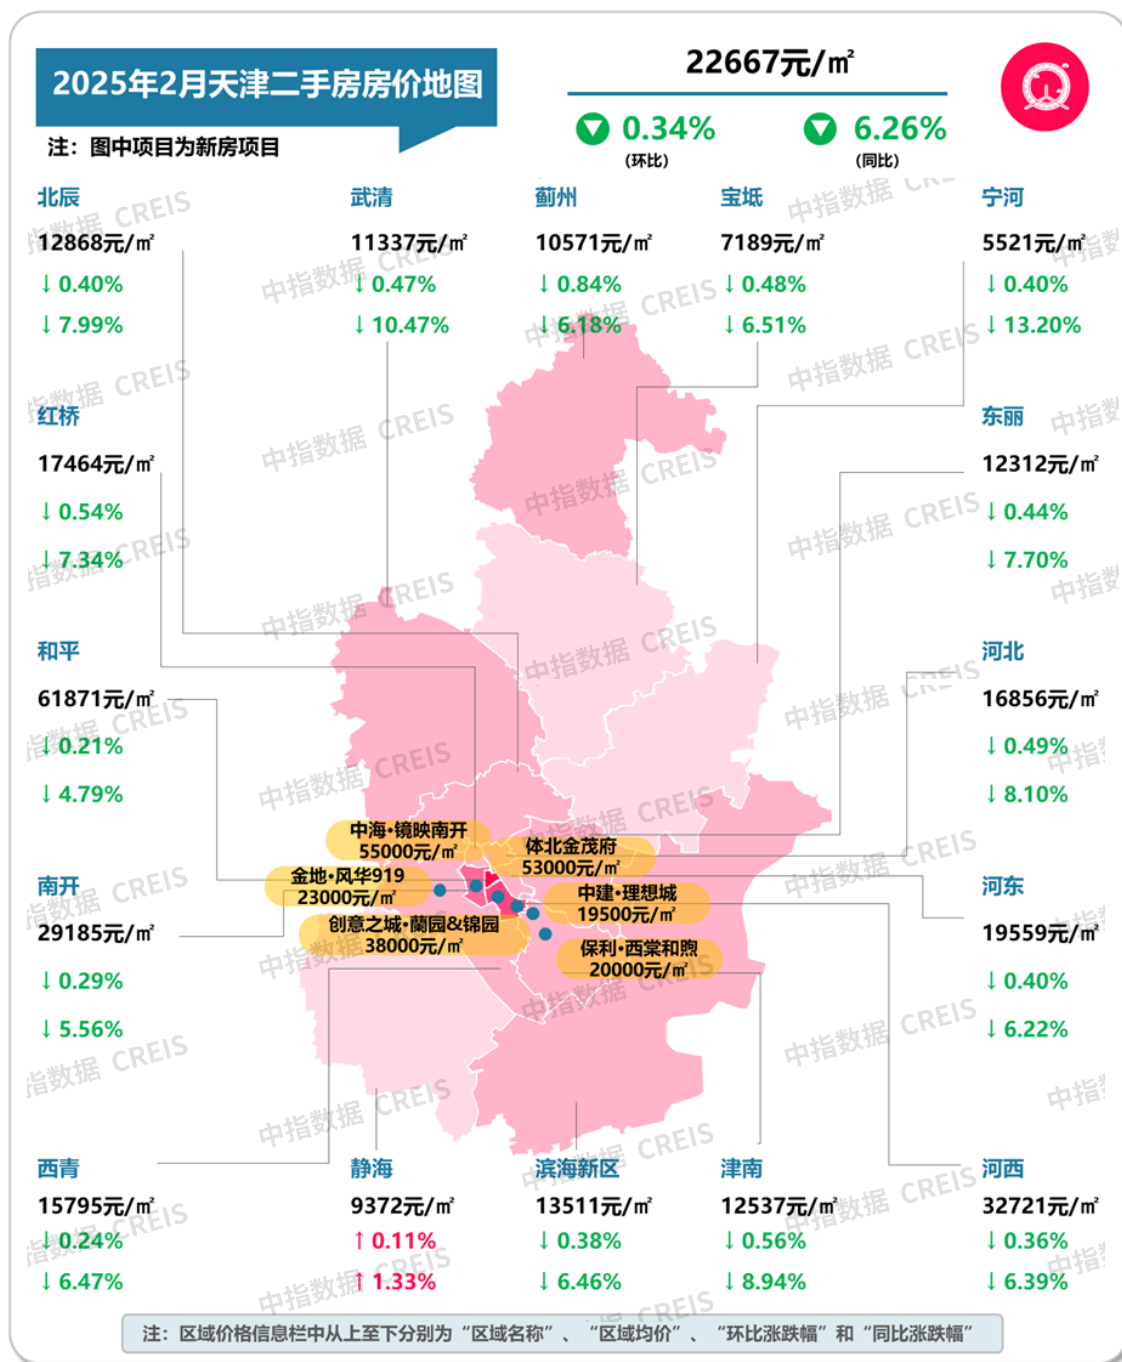 2025年2月天津二手房房价地图
注：图中项目为新房项目
22667元/㎡
▼ 0.34%
(环比)
▼ 6.26%
(同比)
北辰
12868元/㎡
↓0.40%
↓7.99%
武清
11337元/㎡
↓0.47%
↓10.47%
蓟州
10571元/㎡
↓0.84%
↓6.18%
宝坻
7189元/㎡
↓0.48%
↓6.51%
宁河
5521元/㎡
↓0.40%
↓13.20%
红桥
17464元/㎡
↓0.54%
↓7.34%
东丽
12312元/㎡
↓0.44%
↓7.70%
和平
61871元/㎡
↓0.21%
↓4.79%
河北
16856元/㎡
↓0.49%
↓8.10%
中海•镜映南开
55000元/㎡
体北金茂府
53000元/㎡
金地•风华919
23000元/㎡
中建•理想城
19500元/㎡
创意之城•蘭园&锦园
38000元/㎡
保利•西棠和煦
20000元/㎡
南开
29185元/㎡
↓0.29%
↓5.56%
河东
19559元/㎡
↓0.40%
↓6.22%
西青
15795元/㎡
↓0.24%
↓6.47%
静海
9372元/㎡
↑0.11%
↑1.33%
滨海新区
13511元/㎡
↓0.38%
↓6.46%
津南
12537元/㎡
↓0.56%
↓8.94%
河西
32721元/㎡
↓0.36%
↓6.39%
注：区域价格信息栏中从上至下分别为“区域名称”、“区域均价”、“环比涨跌幅”和“同比涨跌幅”
中指数据 CREIS